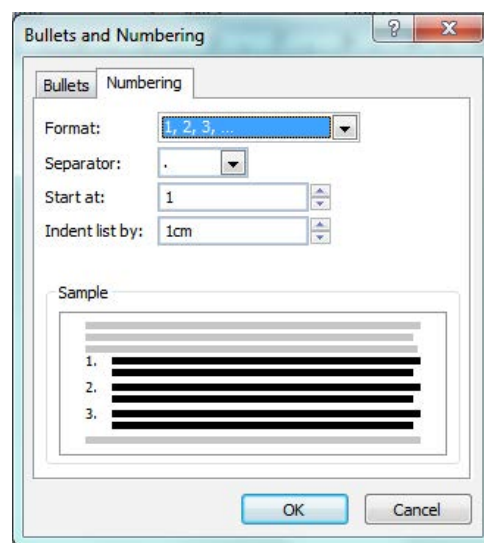 Bullets and Numbering
?
X
Bullets
Numbering
Format:
1, 2, 3, ...
Separator:
.
Start at:
1
Indent list by:
1cm
Sample
1.
2.
3.
OK
Cancel